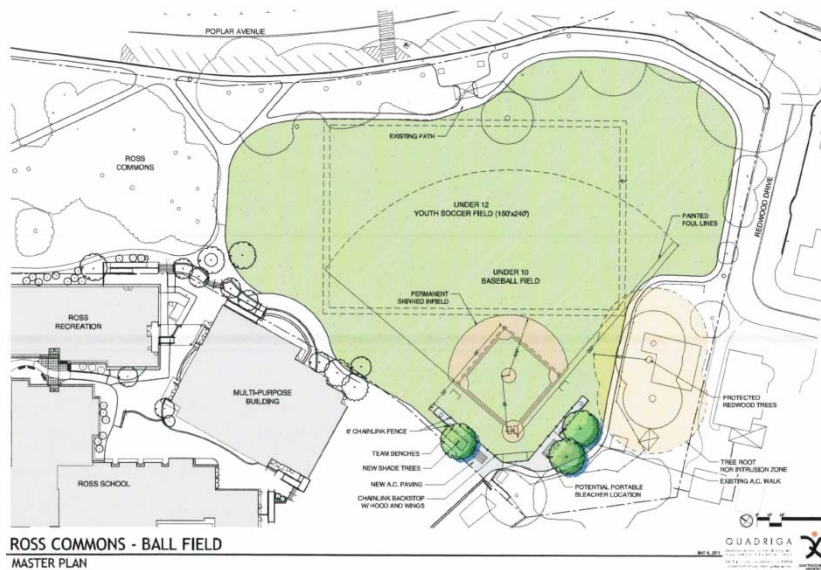 POPLAR AVENUE
EXISTING PATH
ROSS
COMMONS
REDWOOD DRIVE
UNDER 12
YOUTH SOCCER FIELD (150'x240')
PAINTED
FOUL LINES
UNDER 10
BASEBALL FIELD
PERMANENT
SKINNED INFIELD
ROSS
RECREATION
MULTI-PURPOSE
BUILDING
PROTECTED
REDWOOD TREES
6' CHAINLINK FENCE
TEAM BENCHES
NEW SHADE TREES
NEW A.C. PAVING
CHAINLINK BACKSTOP
W/ HOOD AND WINGS
TREE ROOT
NON INTRUSION ZONE
EXISTING A.C. WALK
POTENTIAL PORTABLE
BLEACHER LOCATION
ROSS SCHOOL
ROSS COMMONS - BALL FIELD
MASTER PLAN
QUADRIGA